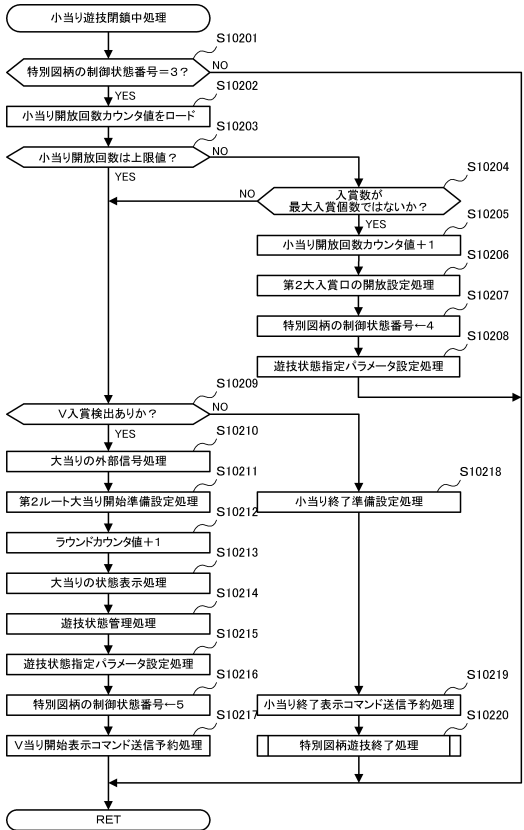 小当り遊技閉鎖中処理
S10201
特別図柄の制御状態番号=3?
NO
YES
S10202
小当り開放回数カウンタ値をロード
S10203
小当り開放回数は上限値?
NO
YES
S10204
入賞数が
最大入賞個数ではないか?
NO
YES
S10205
小当り開放回数カウンタ値+1
S10206
第2大入賞口の開放設定処理
S10207
特別図柄の制御状態番号←4
S10208
遊技状態指定パラメータ設定処理
S10209
V入賞検出ありか?
NO
YES
S10210
大当りの外部信号処理
S10211
第2ルート大当り開始準備設定処理
S10212
ラウンドカウンタ値+1
S10213
大当りの状態表示処理
S10214
遊技状態管理処理
S10215
遊技状態指定パラメータ設定処理
S10216
特別図柄の制御状態番号←5
S10217
V当り開始表示コマンド送信予約処理
S10218
小当り終了準備設定処理
S10219
小当り終了表示コマンド送信予約処理
S10220
特別図柄遊技終了処理
RET